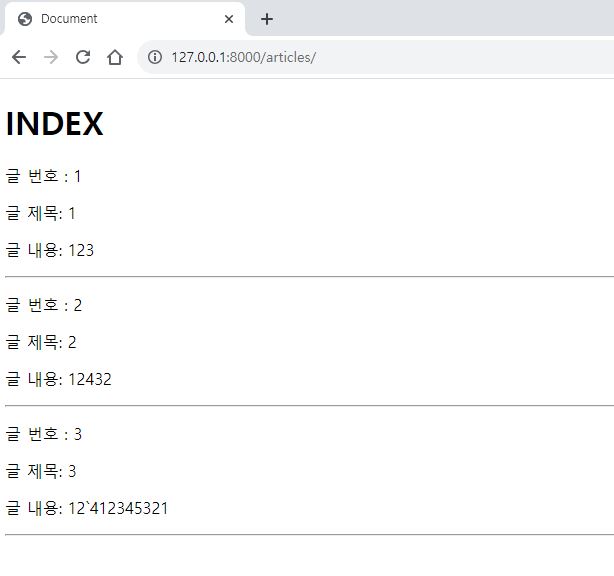 Document
127.0.0.1:8000/articles/
INDEX
글 번호 : 1
글 제목: 1
글 내용: 123
글 번호 : 2
글 제목: 2
글 내용: 12432
글 번호 : 3
글 제목: 3
글 내용: 12`412345321